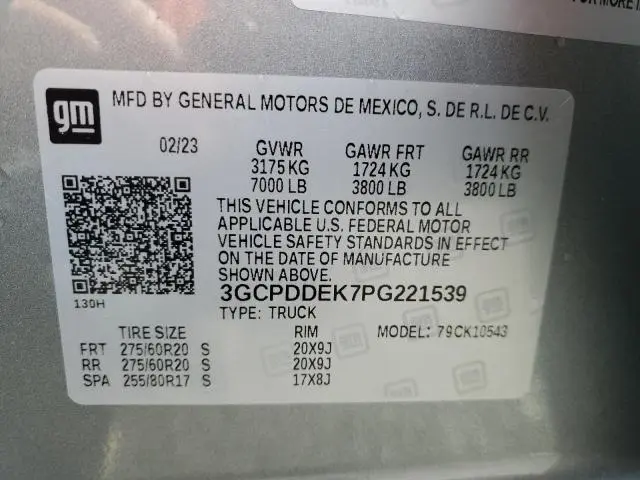 FOR MORE IN
gm
MFD BY GENERAL MOTORS DE MEXICO, S. DE R.L. DE C.V.
02/23 GVWR GAWR FRT GAWR RR
3175 KG 1724 KG 1724 KG
7000 LB 3800 LB 3800 LB
THIS VEHICLE CONFORMS TO ALL
APPLICABLE U.S. FEDERAL MOTOR
VEHICLE SAFETY STANDARDS IN EFFECT
ON THE DATE OF MANUFACTURE
SHOWN ABOVE.
130H 3GCPDDEK7PG221539
TYPE: TRUCK
TIRE SIZE RIM MODEL: 79CK10543
FRT 275/60R20 S 20X9J
RR 275/60R20 S 20X9J
SPA 255/80R17 S 17X8J